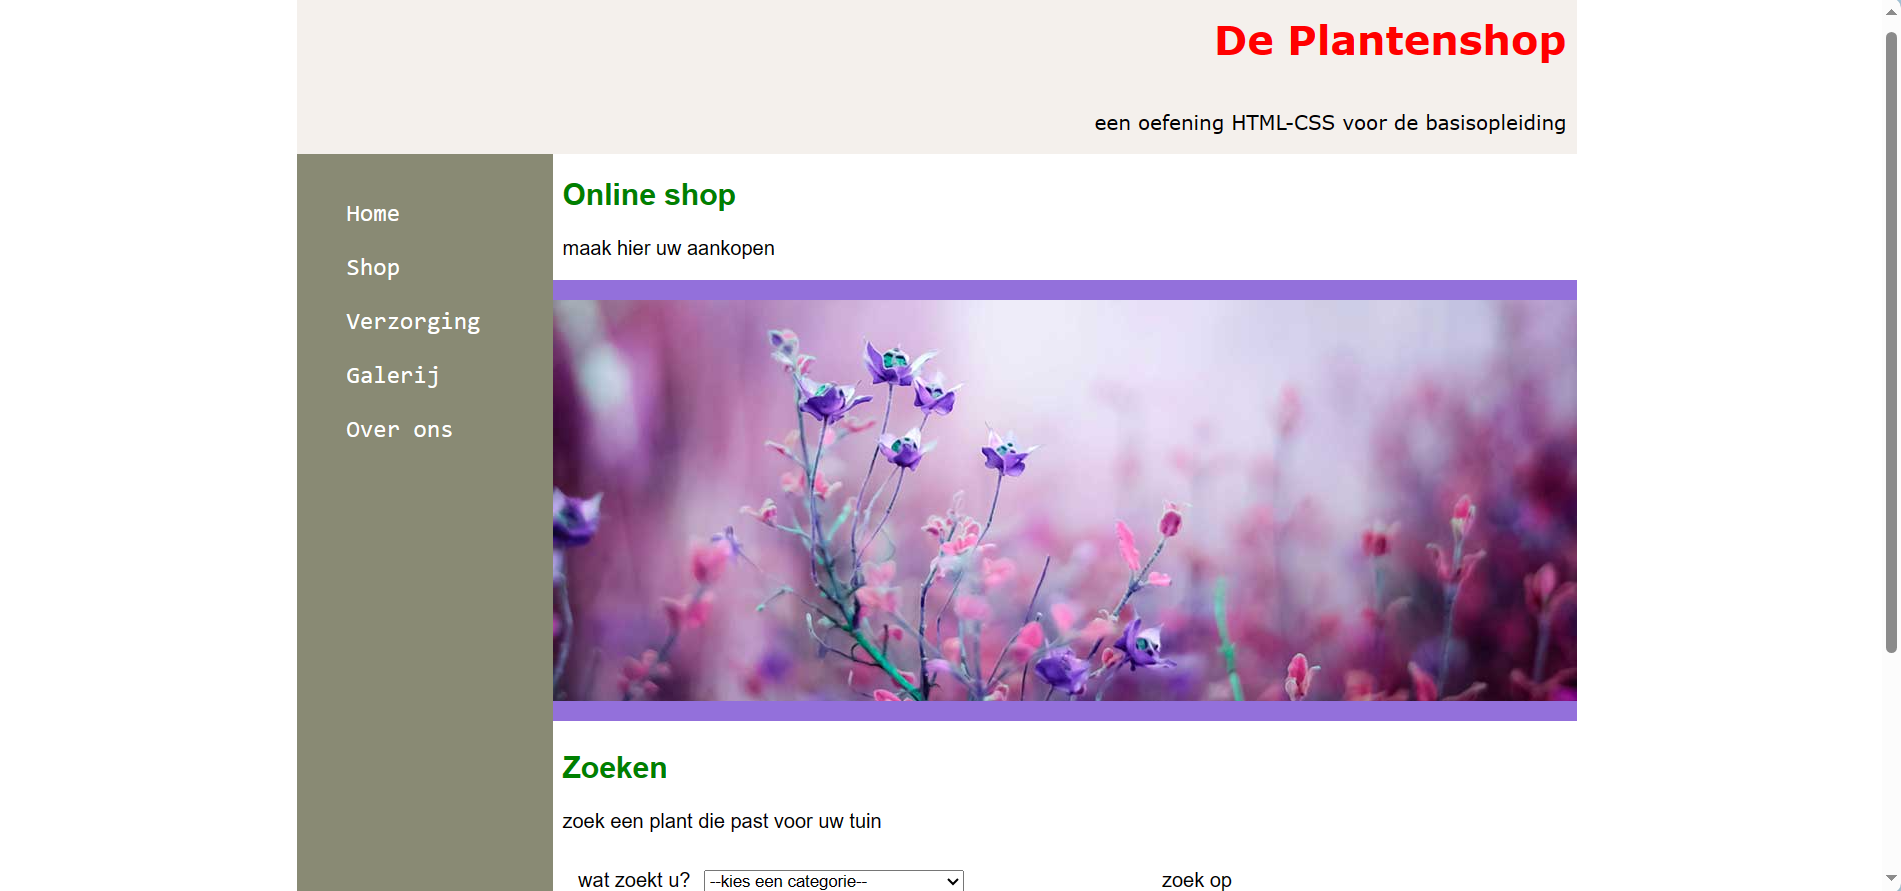 De Plantenshop
een oefening HTML-CSS voor de basisopleiding
Home
Shop
Verzorging
Galerij
Over ons
Online shop
maak hier uw aankopen
Zoeken
zoek een plant die past voor uw tuin
wat zoekt u? --kies een categorie-- zoek op